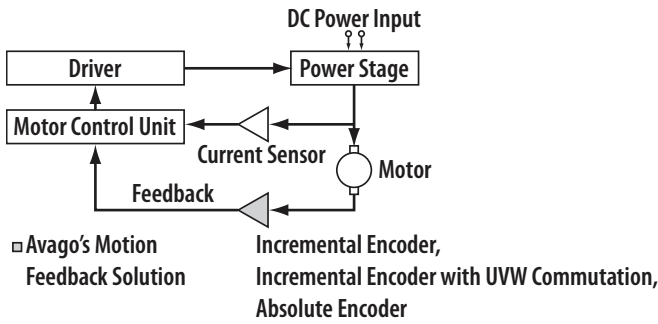 DC Power Input
Driver
Power Stage
Motor Control Unit
Current Sensor
Motor
Feedback
Avago's Motion
Feedback Solution
Incremental Encoder,
Incremental Encoder with UVW Commutation,
Absolute Encoder